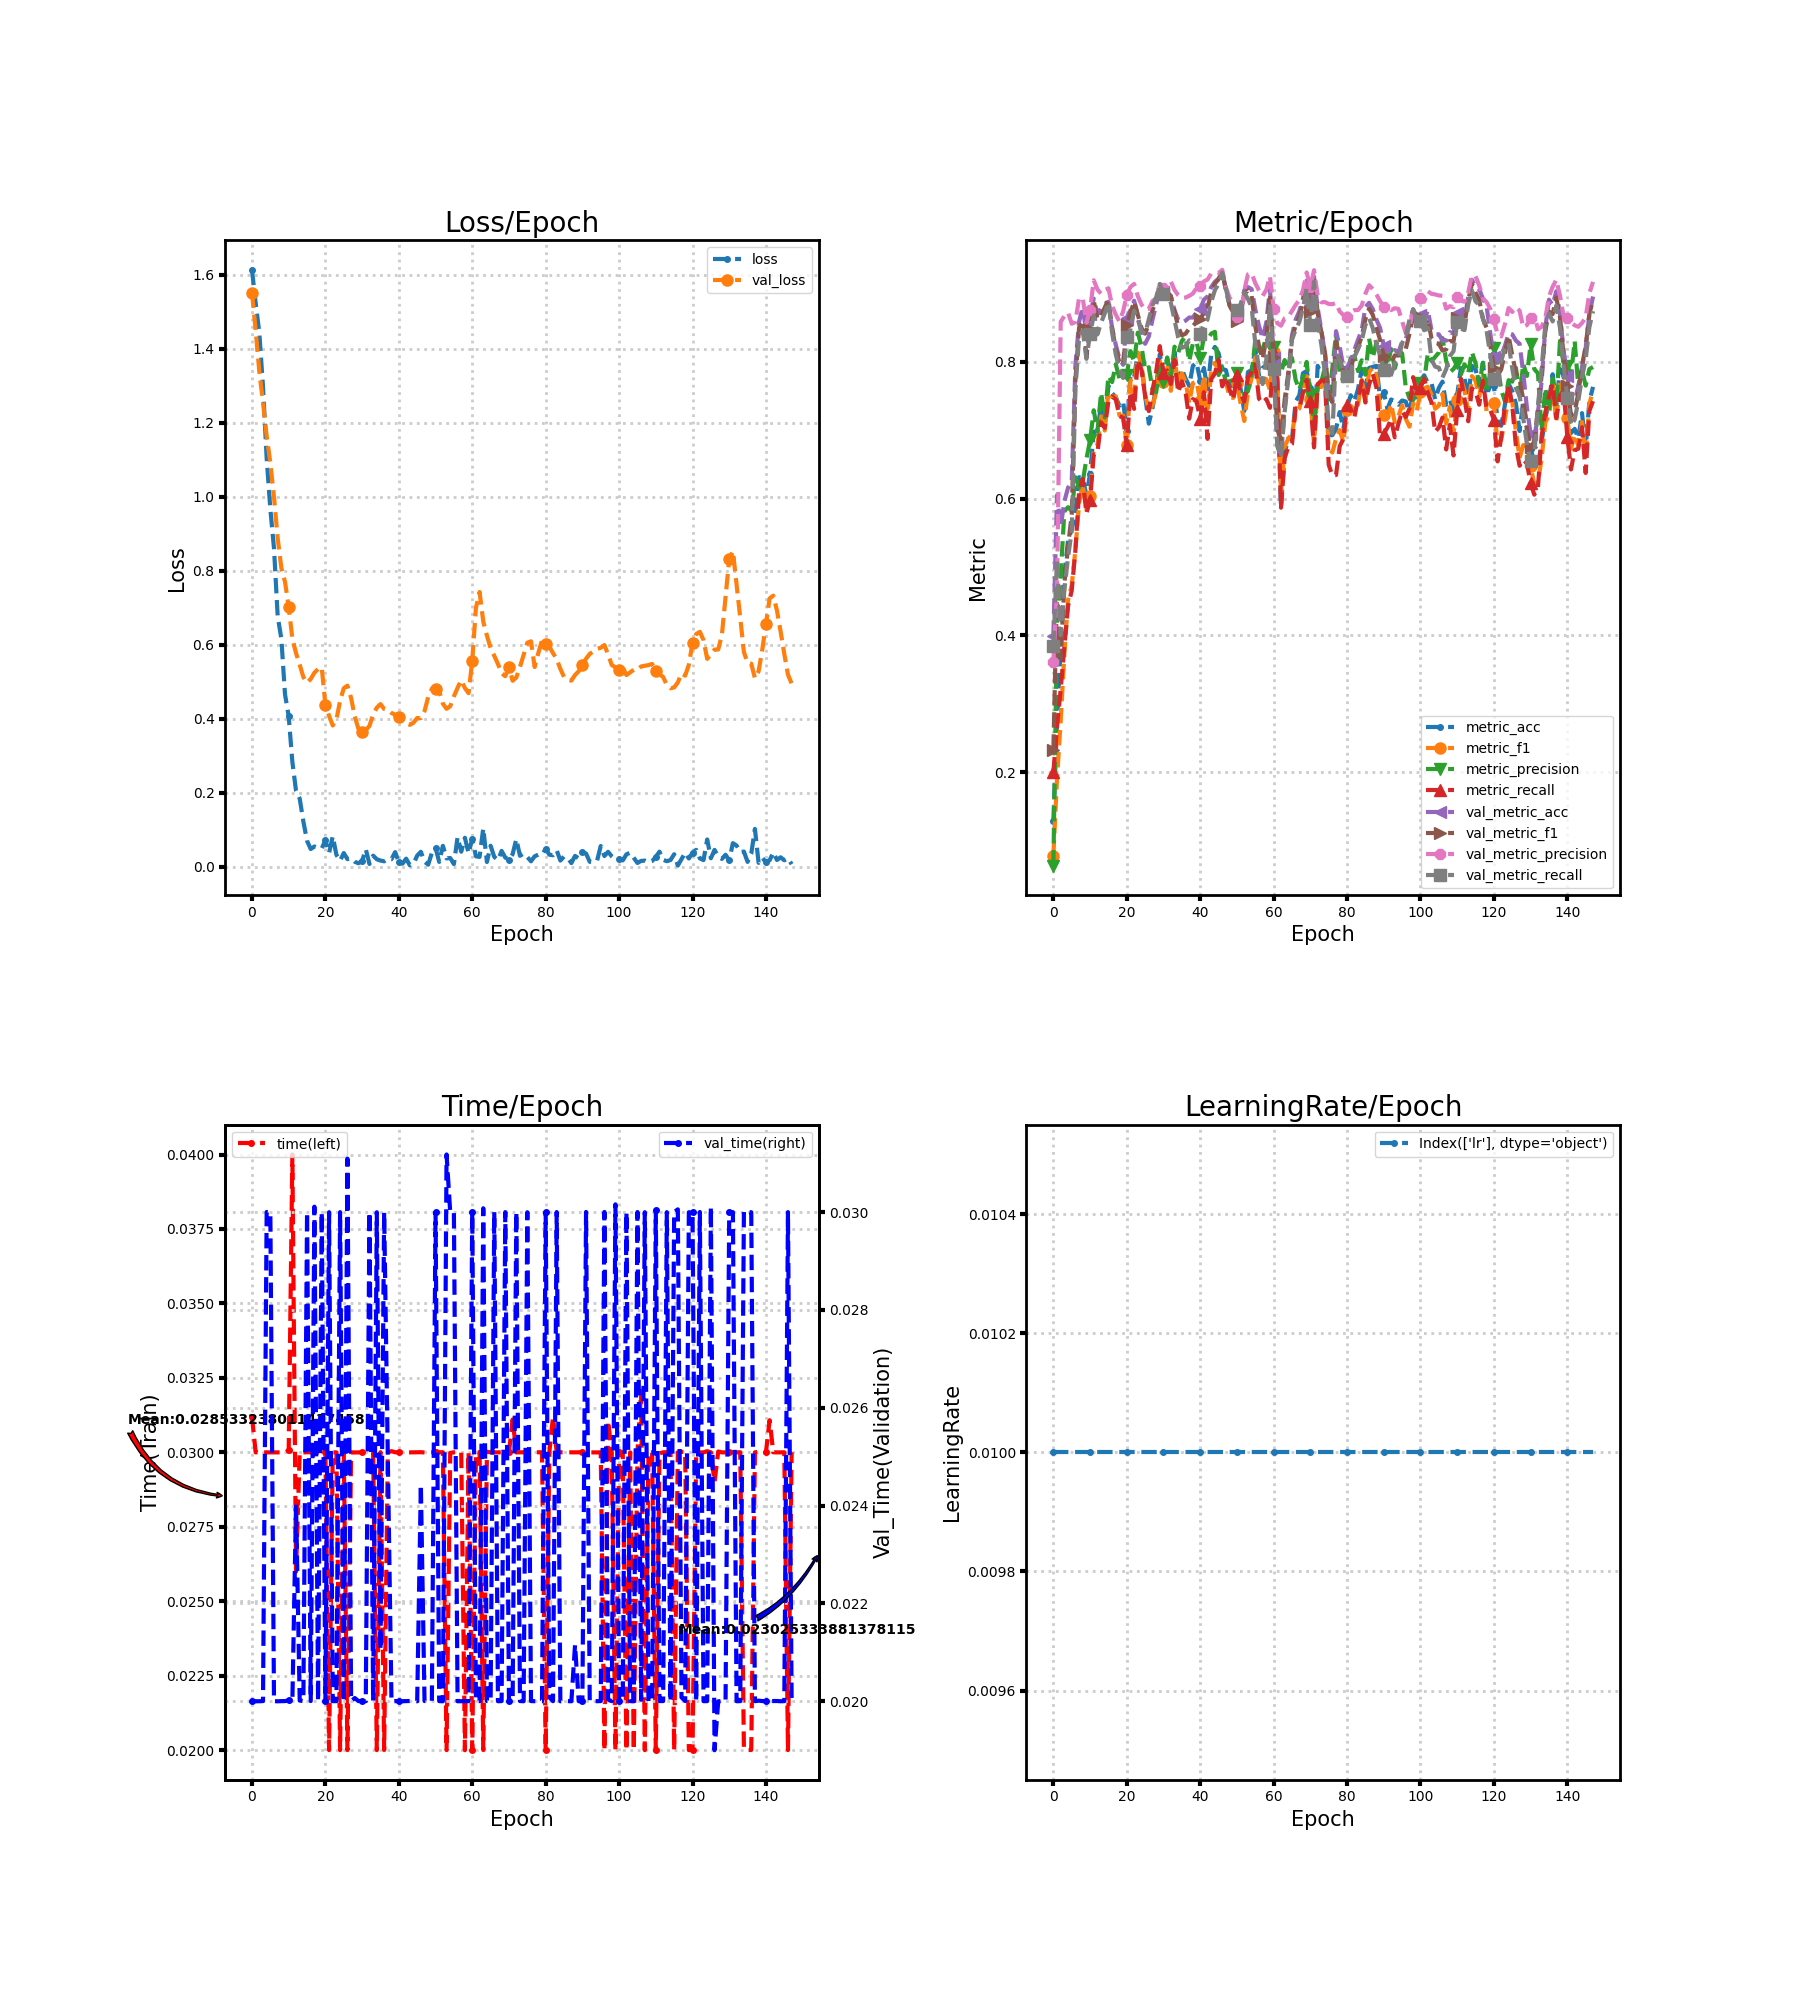 Loss/Epoch
loss
val_loss
1.6
1.4
1.2
1.0
0.8
0.6
0.4
0.2
0.0
Loss
0 20 40 60 80 100 120 140
Epoch
Metric/Epoch
0.8
0.6
0.4
0.2
Metric
metric_acc
metric_f1
metric_precision
metric_recall
val_metric_acc
val_metric_f1
val_metric_precision
val_metric_recall
0 20 40 60 80 100 120 140
Epoch
Time/Epoch
time(left)
val_time(right)
0.0400
0.0375
0.0350
0.0325
0.0300
0.0275
0.0250
0.0225
0.0200
Time(Train)
0.030
0.028
0.026
0.024
0.022
0.020
Val_Time(Validation)
Mean:0.023025333881378115
0 20 40 60 80 100 120 140
Epoch
LearningRate/Epoch
Index(['lr'], dtype='object')
0.0104
0.0102
0.0100
0.0098
0.0096
LearningRate
0 20 40 60 80 100 120 140
Epoch